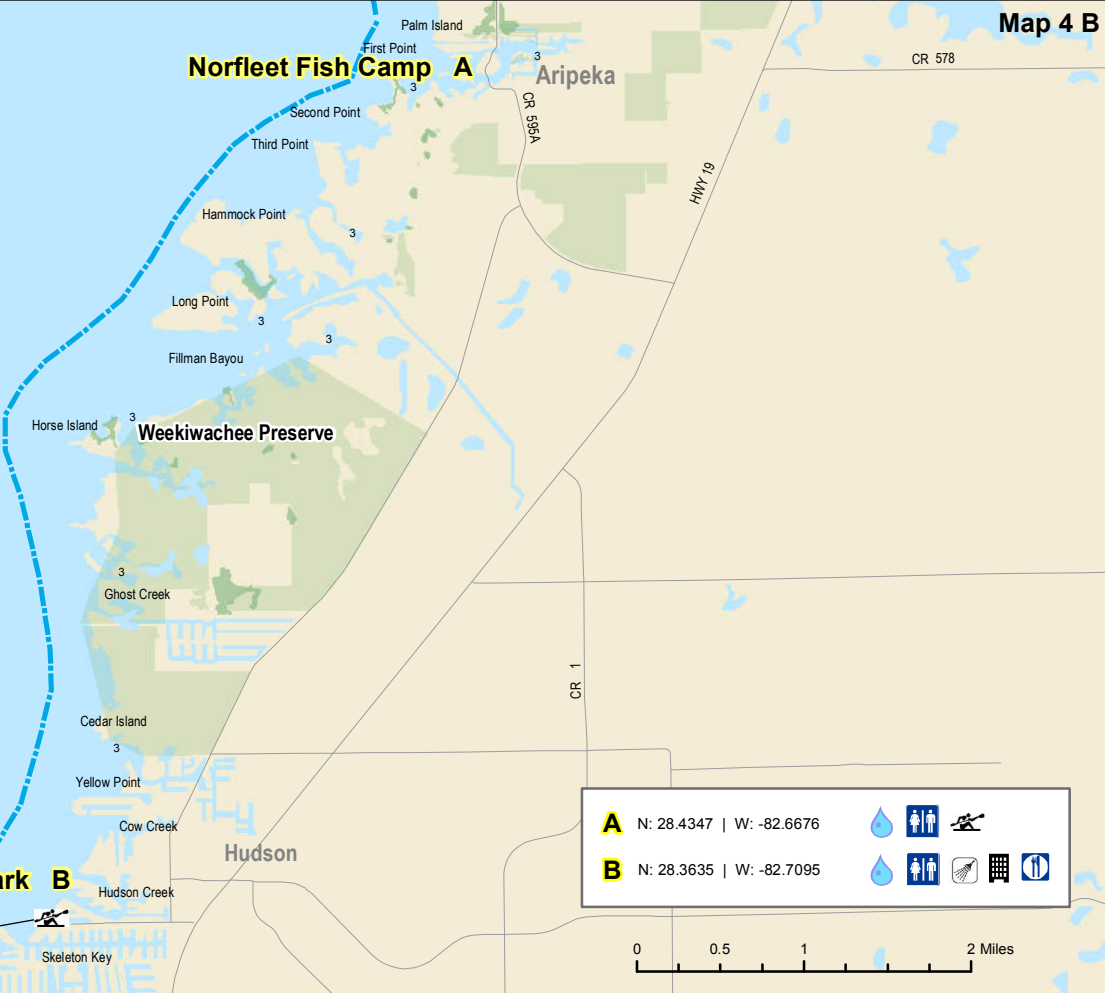 Map 4 B
Palm Island
First Point
3
CR 578
Norfleet Fish Camp A
Aripeka
3
Second Point
CR 595A
Third Point
HWY 19
Hammock Point
3
Long Point
3
3
Fillman Bayou
Horse Island
3
Weekiwachee Preserve
3
Ghost Creek
CR 1
Cedar Island
3
Yellow Point
Cow Creek
Hudson
ark B
Hudson Creek
Skeleton Key
A N: 28.4347 | W: -82.6676
B N: 28.3635 | W: -82.7095
0 0.5 1 2 Miles